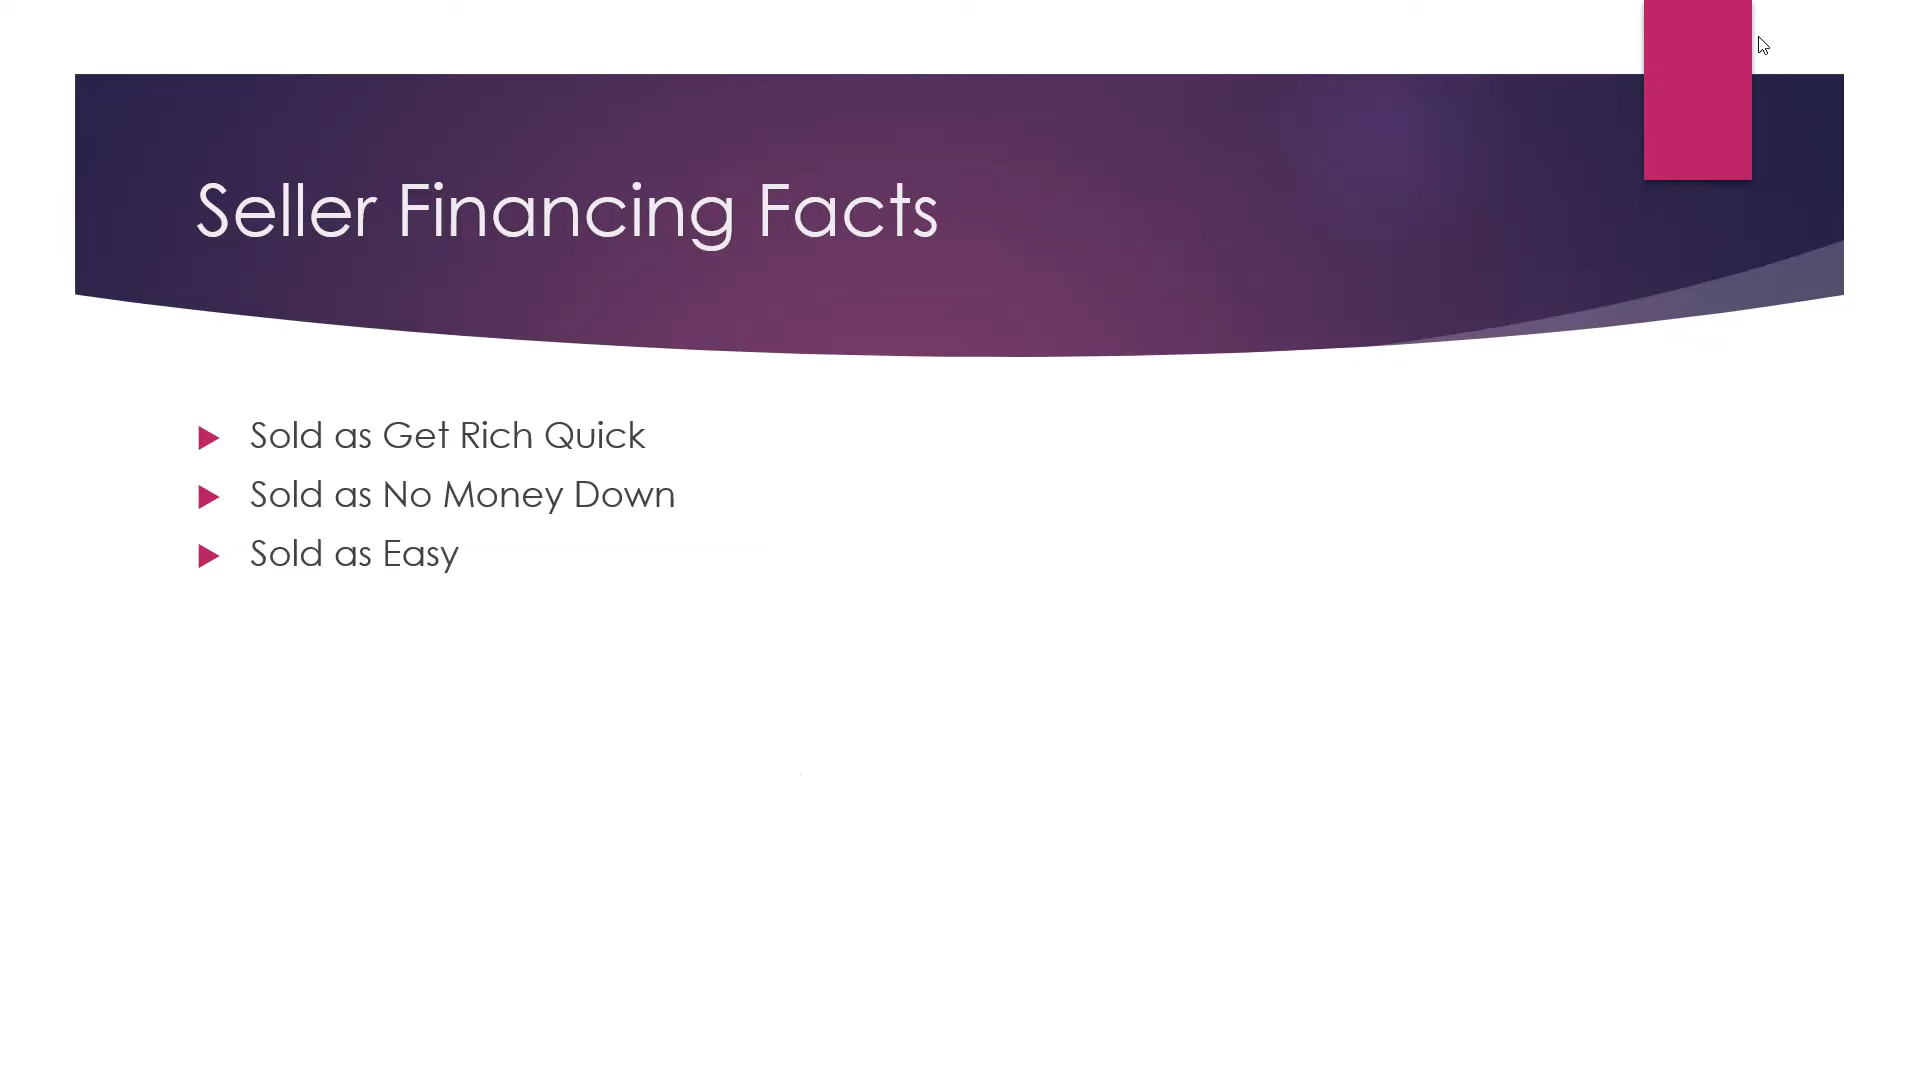 Seller Financing Facts
Sold as Get Rich Quick
Sold as No Money Down
Sold as Easy